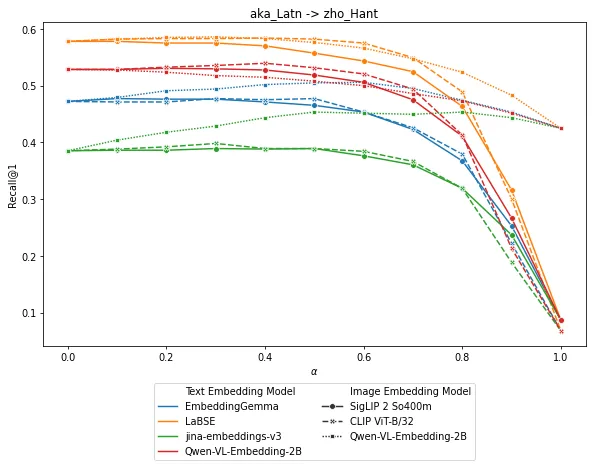 aka_Latn -> zho_Hant
Recall@1
0.6
0.5
0.4
0.3
0.2
0.1
0.0 0.2 0.4 0.6 0.8 1.0
α
Text Embedding Model
EmbeddingGemma
LaBSE
jina-embeddings-v3
Qwen-VL-Embedding-2B
Image Embedding Model
SigLIP 2 So400m
CLIP ViT-B/32
Qwen-VL-Embedding-2B